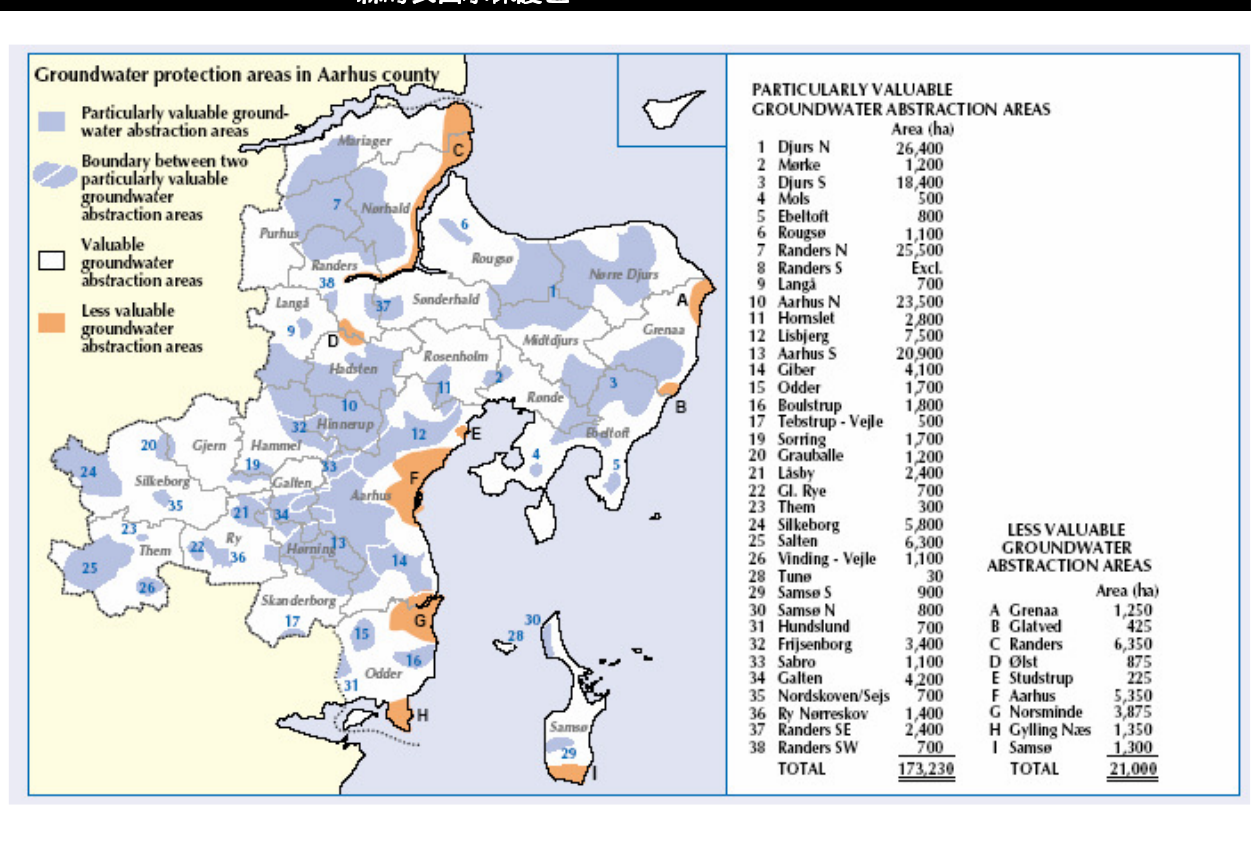 Groundwater protection areas in Aarhus county
Particularly valuable ground-
water abstraction areas
Boundary between two
particularly valuable
groundwater
abstraction areas
Valuable
groundwater
abstraction areas
Less valuable
groundwater
abstraction areas
Mariager
C
7
Nørhald
Purhus
6
Rougsø
Randers
38
Nørre Djurs
1
A
Langå
37
Sønderhald
9
Grenaa
D
Midtdjurs
Rosenholm
Hadsten
2
3
11
Rønde
10
B
32
Hinnerup
12
E
Ebeltoft
20
Gjern
Hammel
4
24
19
33
5
Silkeborg
Galten
F
Aarhus
35
21
34
23
Ry
Them
22
36
Hørning
13
14
25
26
Skanderborg
17
G
30
15
28
16
Odder
31
H
Samsø
29
I
PARTICULARLY VALUABLE
GROUNDWATER ABSTRACTION AREAS
Area (ha)
1 Djurs N 26,400
2 Mørke 1,200
3 Djurs S 18,400
4 Mols 500
5 Ebeltoft 800
6 Rougsø 1,100
7 Randers N 25,500
8 Randers S Excl.
9 Langå 700
10 Aarhus N 23,500
11 Hornslet 2,800
12 Lisbjerg 7,500
13 Aarhus S 20,900
14 Giber 4,100
15 Odder 1,700
16 Boulstrup 1,800
17 Tebstrup - Vejle 500
19 Sorring 1,700
20 Grauballe 1,200
21 Låsby 2,400
22 Gl. Rye 700
23 Them 300
24 Silkeborg 5,800
25 Salten 6,300
26 Vinding - Vejle 1,100
28 Tunø 30
29 Samsø S 900
30 Samsø N 800
31 Hundslund 700
32 Frijsenborg 3,400
33 Sabro 1,100
34 Galten 4,200
35 Nordskoven/Sejs 700
36 Ry Nørreskov 1,400
37 Randers SE 2,400
38 Randers SW 700
TOTAL 173,230
LESS VALUABLE
GROUNDWATER
ABSTRACTION AREAS
Area (ha)
A Grenaa 1,250
B Glatved 425
C Randers 6,350
D Ølst 875
E Studstrup 225
F Aarhus 5,350
G Norsminde 3,875
H Gylling Næs 1,350
I Samsø 1,300
TOTAL 21,000